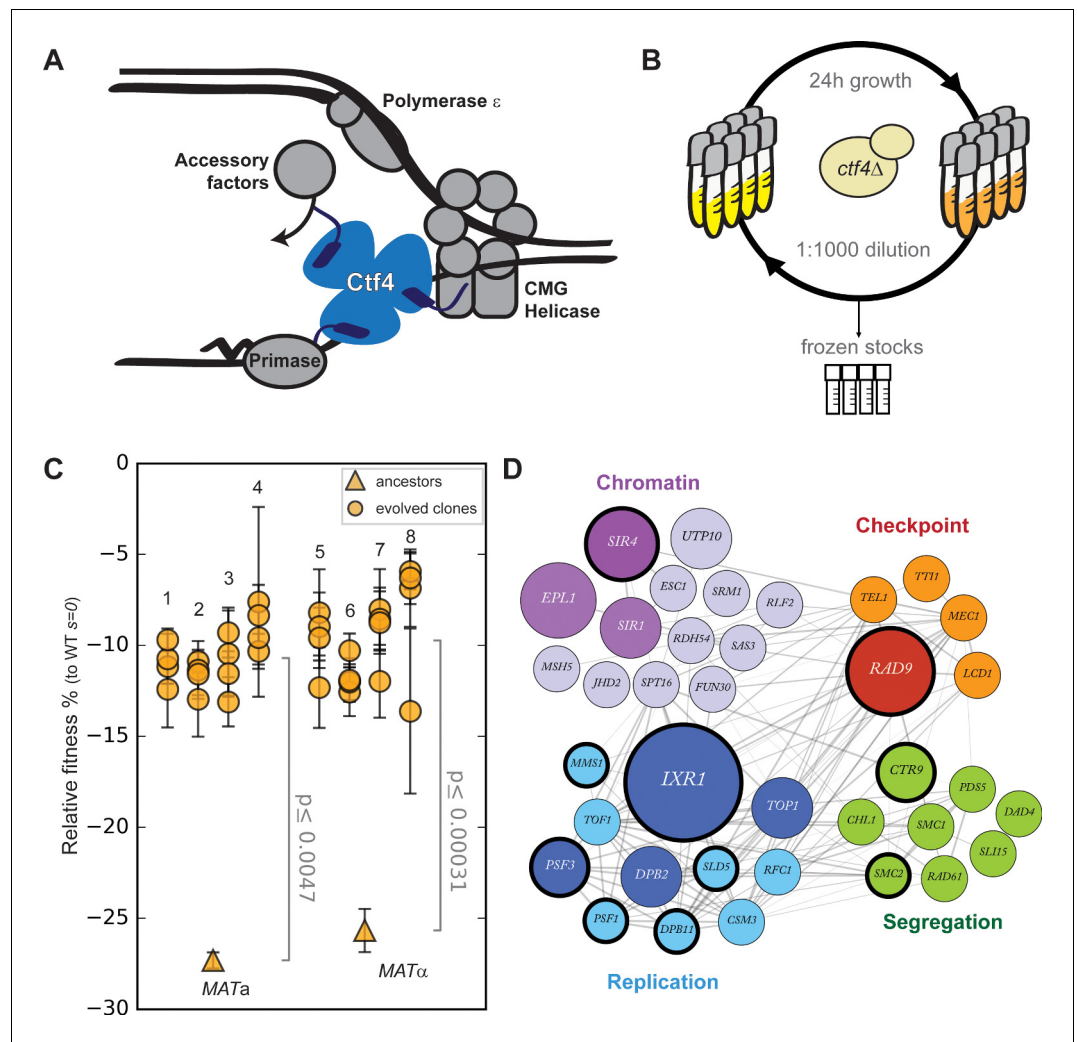 A
Polymerase ε
Accessory
factors
Ctf4
CMG
Helicase
Primase
B
24h growth
ctf4Δ
1:1000 dilution
frozen stocks
C
Relative fitness % (to WT s=0)
0
−5
−10
−15
−20
−25
−30
ancestors
evolved clones
1
2
3
4
5
6
7
8
p≤ 0.0047
p≤ 0.00031
MATa
MATα
D
Chromatin
SIR4
UTP10
EPL1
ESC1
SRM1
RLF2
SIR1
RDH54
SAS3
MSH5
JHD2
SPT16
FUN30
Checkpoint
TEL1
TTI1
MEC1
RAD9
LCD1
MMS1
IXR1
TOF1
TOP1
PSF3
DPB2
SLD5
RFC1
PSF1
DPB11
CSM3
Replication
CTR9
PDS5
CHL1
SMC1
DAD4
SLI15
SMC2
RAD61
Segregation